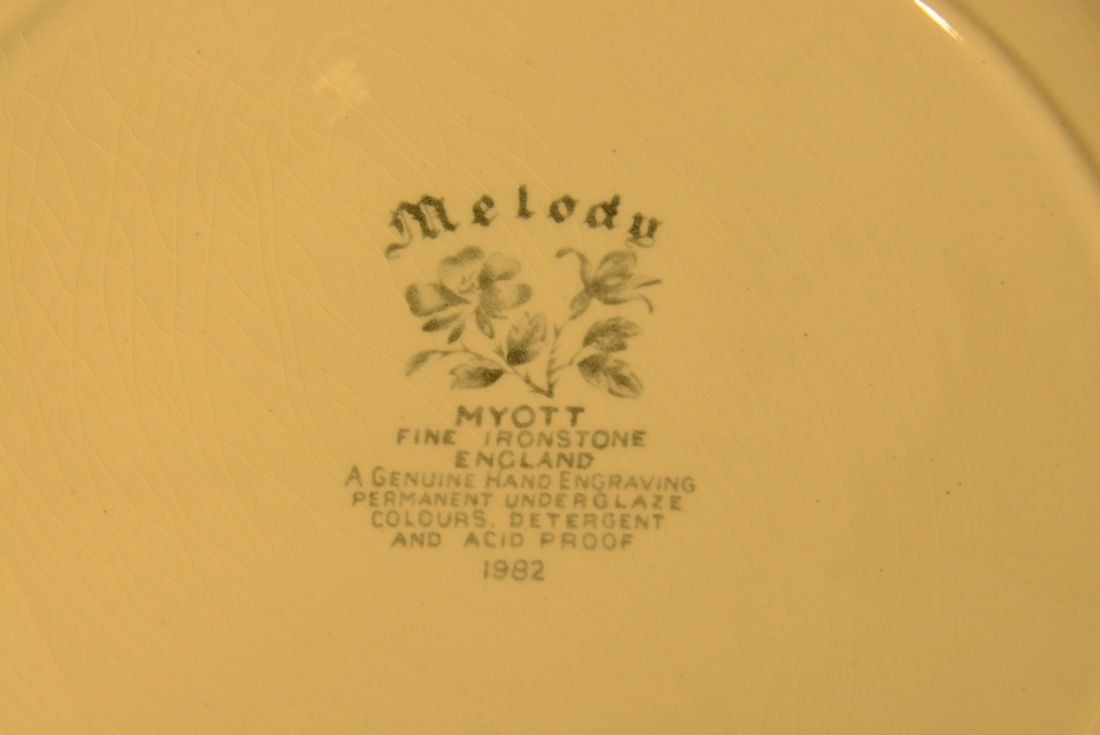 Melody
MYOTT
FINE IRONSTONE
ENGLAND
A GENUINE HAND ENGRAVING
PERMANENT UNDERGLAZE
COLOURS. DETERGENT
AND ACID PROOF
1982